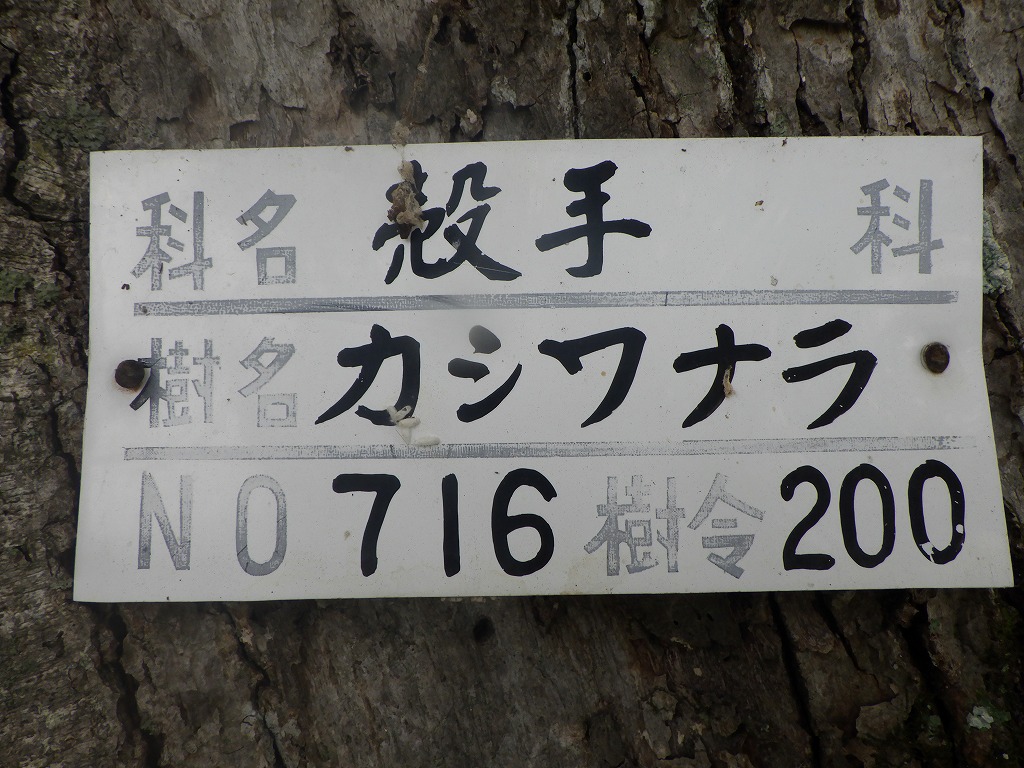 科名 殻手 科
樹名 カシワナラ
NO 716 樹令 200